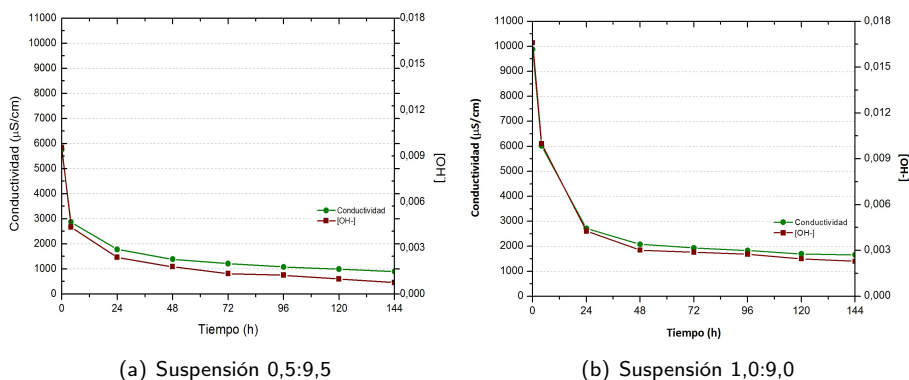 11000
10000
9000
8000
7000
6000
5000
4000
3000
2000
1000
0
Conductividad (µS/cm)
0,018
0,015
0,012
0,009
0,006
0,003
0,000
[OH-]
Conductividad
[OH-]
0 24 48 72 96 120 144
Tiempo (h)
(a) Suspensión 0,5:9,5
11000
10000
9000
8000
7000
6000
5000
4000
3000
2000
1000
0
Conductividad (µS/cm)
0,018
0,015
0,012
0,009
0,006
0,003
0,000
[OH-]
Conductividad
[OH-]
0 24 48 72 96 120 144
Tiempo (h)
(b) Suspensión 1,0:9,0